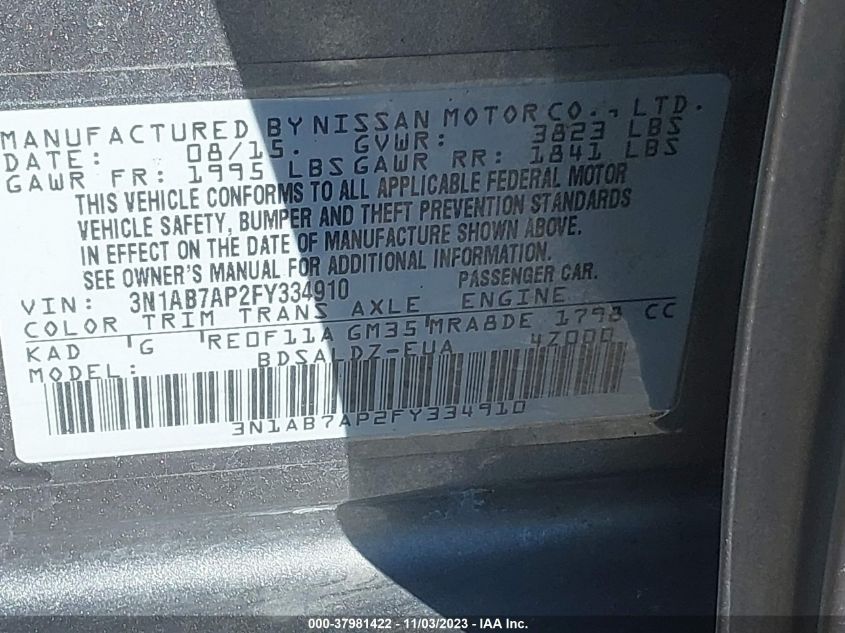 MANUFACTURED BY NISSAN MOTOR CO., LTD.
DATE: 08/15. GVWR: 3823 LBS
GAWR FR: 1995 LBS GAWR RR: 1841 LBS
THIS VEHICLE CONFORMS TO ALL APPLICABLE FEDERAL MOTOR
VEHICLE SAFETY, BUMPER AND THEFT PREVENTION STANDARDS
IN EFFECT ON THE DATE OF MANUFACTURE SHOWN ABOVE.
SEE OWNER'S MANUAL FOR ADDITIONAL INFORMATION.
VIN: 3N1AB7AP2FY334910 PASSENGER CAR.
COLOR TRIM TRANS AXLE ENGINE
KAD G RE0F11A GM35 MRA8DE 1798 CC
MODEL: BDSALDZ-EUA 4Z000
3N1AB7AP2FY334910
000-37981422 - 11/03/2023 - IAA Inc.